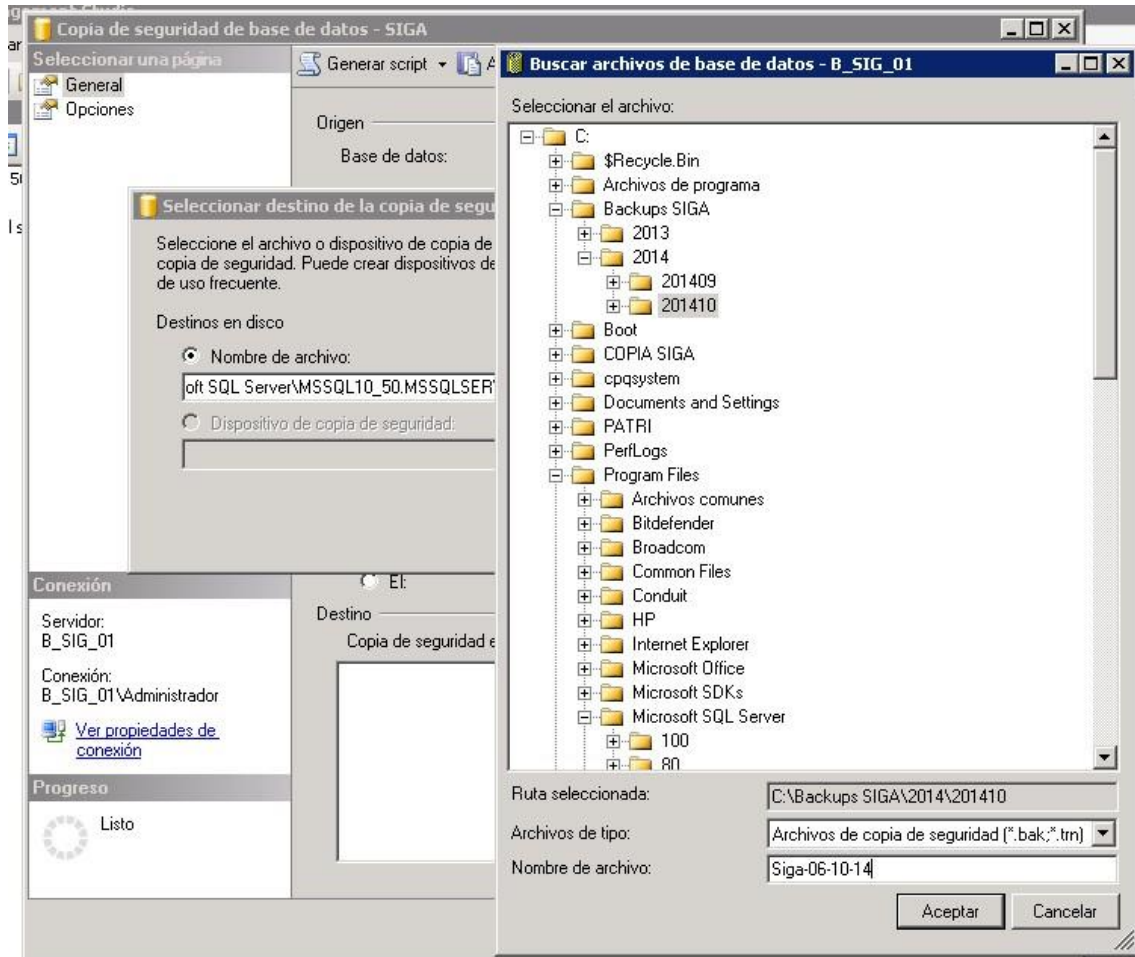 Copia de seguridad de base de datos - SIGA
Seleccionar una página
General
Opciones
Generar script
Origen
Base de datos:
Seleccionar destino de la copia de segu
Seleccione el archivo o dispositivo de copia de
copia de seguridad. Puede crear dispositivos de
de uso frecuente.
Destinos en disco
Nombre de archivo:
oft SQL Server\MSSQL10_50.MSSQLSER
Dispositivo de copia de seguridad:
El:
Destino
Copia de seguridad e
Conexión
Servidor:
B_SIG_01
Conexión:
B_SIG_01\Administrador
Ver propiedades de
conexión
Progreso
Listo
Buscar archivos de base de datos - B_SIG_01
Seleccionar el archivo:
C:
$Recycle.Bin
Archivos de programa
Backups SIGA
2013
2014
201409
201410
Boot
COPIA SIGA
cpqsystem
Documents and Settings
PATRI
PerfLogs
Program Files
Archivos comunes
Bitdefender
Broadcom
Common Files
Conduit
HP
Internet Explorer
Microsoft Office
Microsoft SDKs
Microsoft SQL Server
100
80
Ruta seleccionada:
C:\Backups SIGA\2014\201410
Archivos de tipo:
Archivos de copia de seguridad (*.bak;*.trn)
Nombre de archivo:
Siga-06-10-14
Aceptar
Cancelar